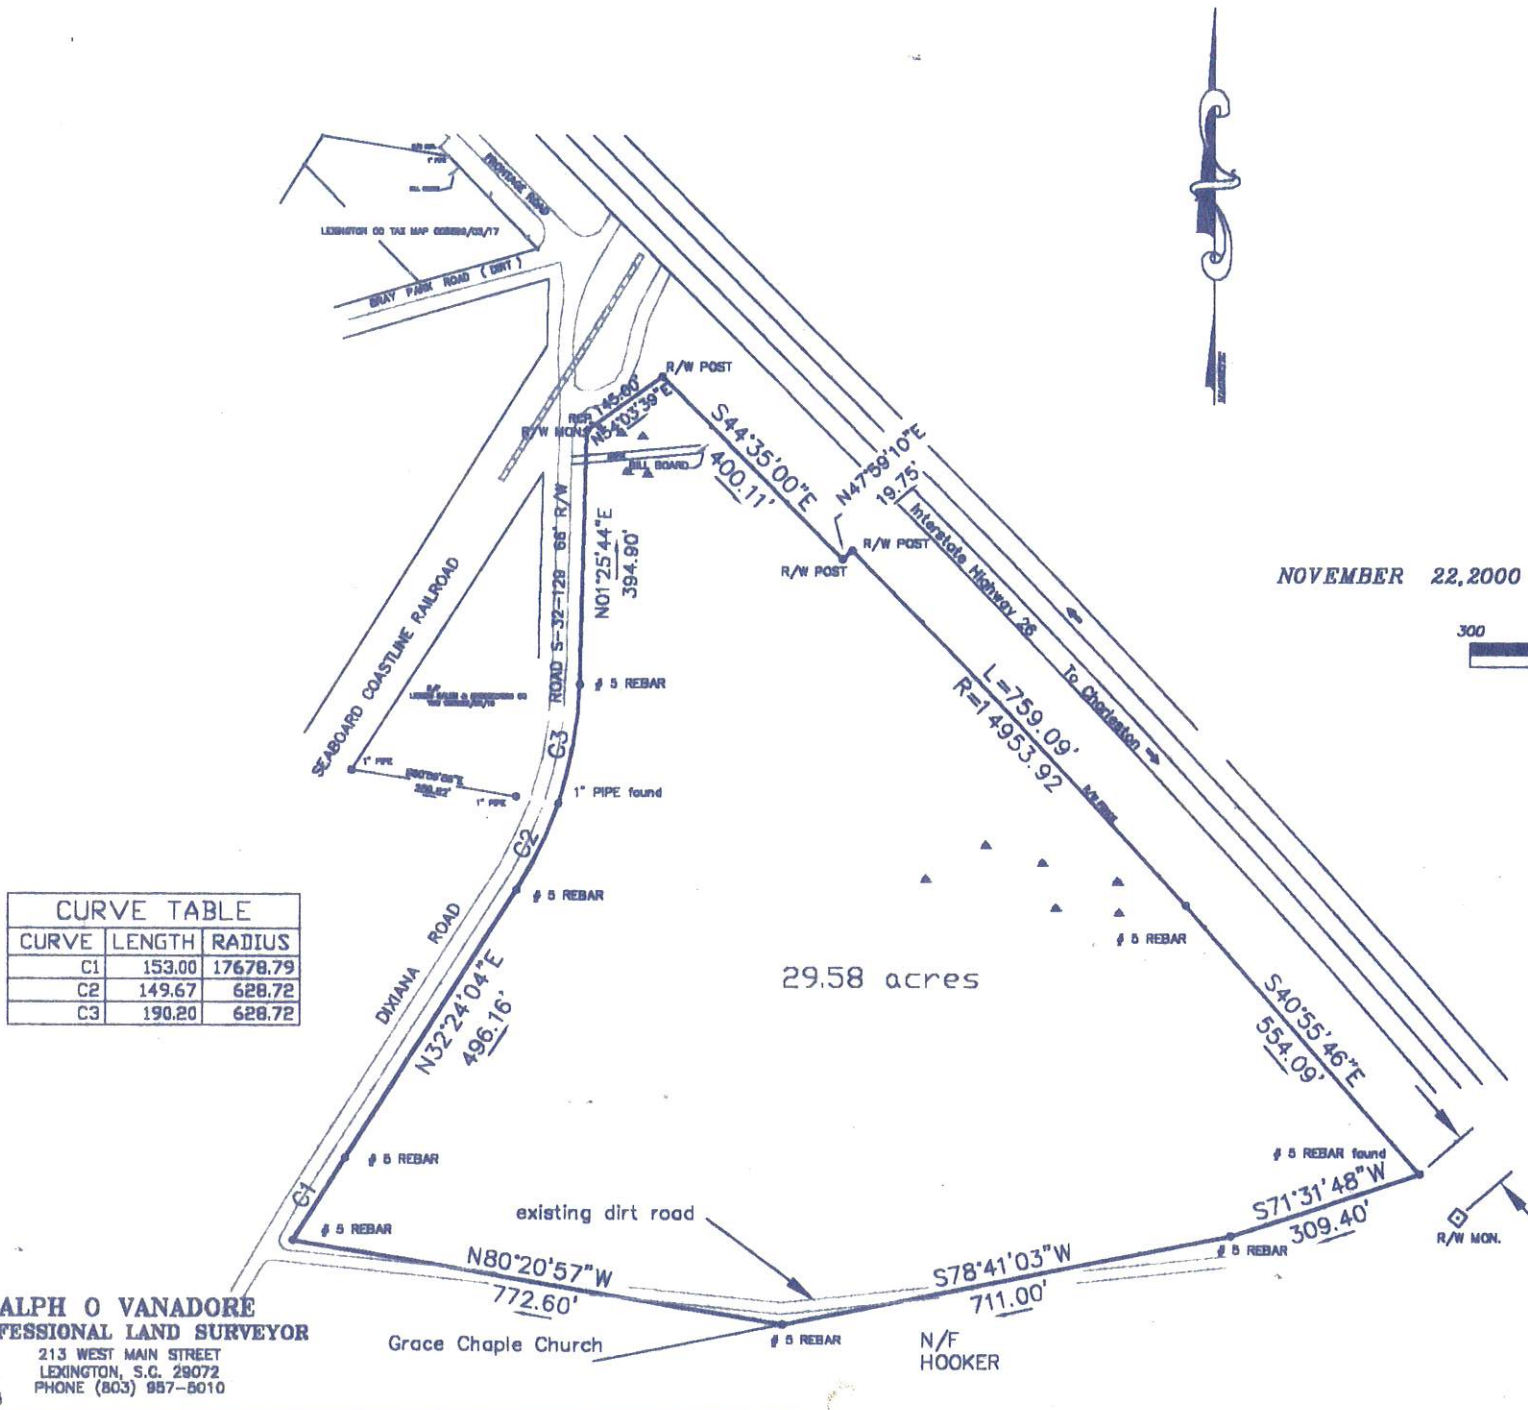 FRONTAGE ROAD
LEXINGTON CO TAX MAP
BRAY PARK ROAD ( DIRT )
R/W POST
145.00'
N54°03'39"E
RCP
R/W MON
BILL BOARD
S44°35'00"E
400.11'
N47°59'10"E
19.75'
R/W POST
R/W POST
Interstate Highway 26
To Charleston
NOVEMBER 22,2000
300
SEABOARD COASTLINE RAILROAD
ROAD S-32-129 66' R/W
N01°25'44"E
394.90'
# 5 REBAR
L=759.09'
R=14953.92
1" PIPE
1" PIPE
C3
1" PIPE found
C2
# 5 REBAR
CURVE TABLE
CURVE LENGTH RADIUS
C1 153.00 17678.79
C2 149.67 628.72
C3 190.20 628.72
DIXIANA ROAD
N32°24'04"E
496.16'
# 5 REBAR
29.58 acres
S40°55'46"E
554.09'
# 5 REBAR
C1
# 5 REBAR
existing dirt road
# 5 REBAR found
S71°31'48"W
309.40'
R/W MON.
# 5 REBAR
N80°20'57"W
772.60'
S78°41'03"W
711.00'
# 5 REBAR
Grace Chaple Church
N/F
HOOKER
ALPH O VANADORE
FESSIONAL LAND SURVEYOR
213 WEST MAIN STREET
LEXINGTON, S.C. 29072
PHONE (803) 957-5010